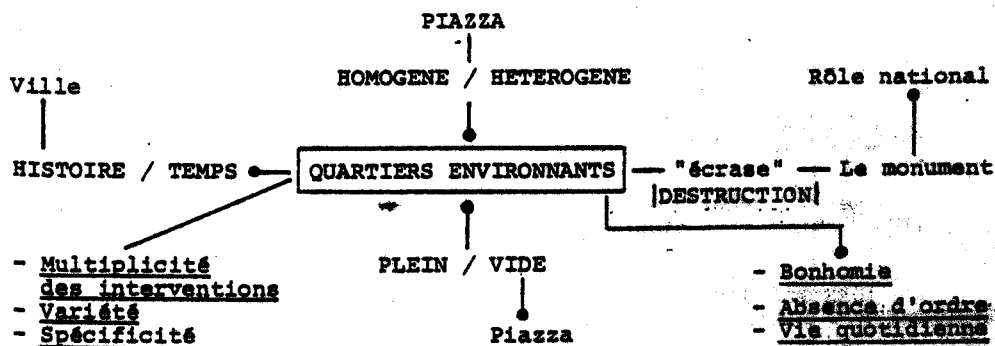 PIAZZA
Ville
HOMOGENE / HETEROGENE
Rôle national
HISTOIRE / TEMPS
QUARTIERS ENVIRONNANTS
"écrase"
Le monument
|DESTRUCTION|
- Multiplicité
des interventions
- Variété
- Spécificité
PLEIN / VIDE
Piazza
- Bonhomie
- Absence d'ordre
- Vie quotidienne